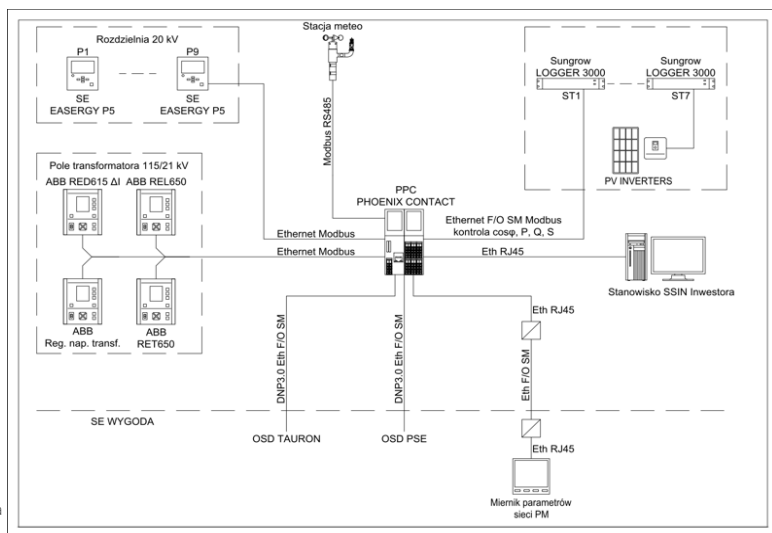 Rozdzielnia 20 kV
P1
P9
SE
EASERGY P5
SE
EASERGY P5
Stacja meteo
Modbus RS485
Sungrow
LOGGER 3000
ST1
Sungrow
LOGGER 3000
ST7
PV INVERTERS
Pole transformatora 115/21 kV
ABB RED615 ΔI
ABB REL650
ABB
Reg. nap. transf.
ABB
RET650
PPC
PHOENIX CONTACT
Ethernet Modbus
Ethernet Modbus
Ethernet F/O SM Modbus
kontrola cosφ, P, Q, S
Eth RJ45
Stanowisko SSIN Inwestora
DNP3.0 Eth F/O SM
DNP3.0 Eth F/O SM
Eth RJ45
Eth F/O SM
SE WYGODA
OSD TAURON
OSD PSE
Eth RJ45
Miernik parametrów
sieci PM